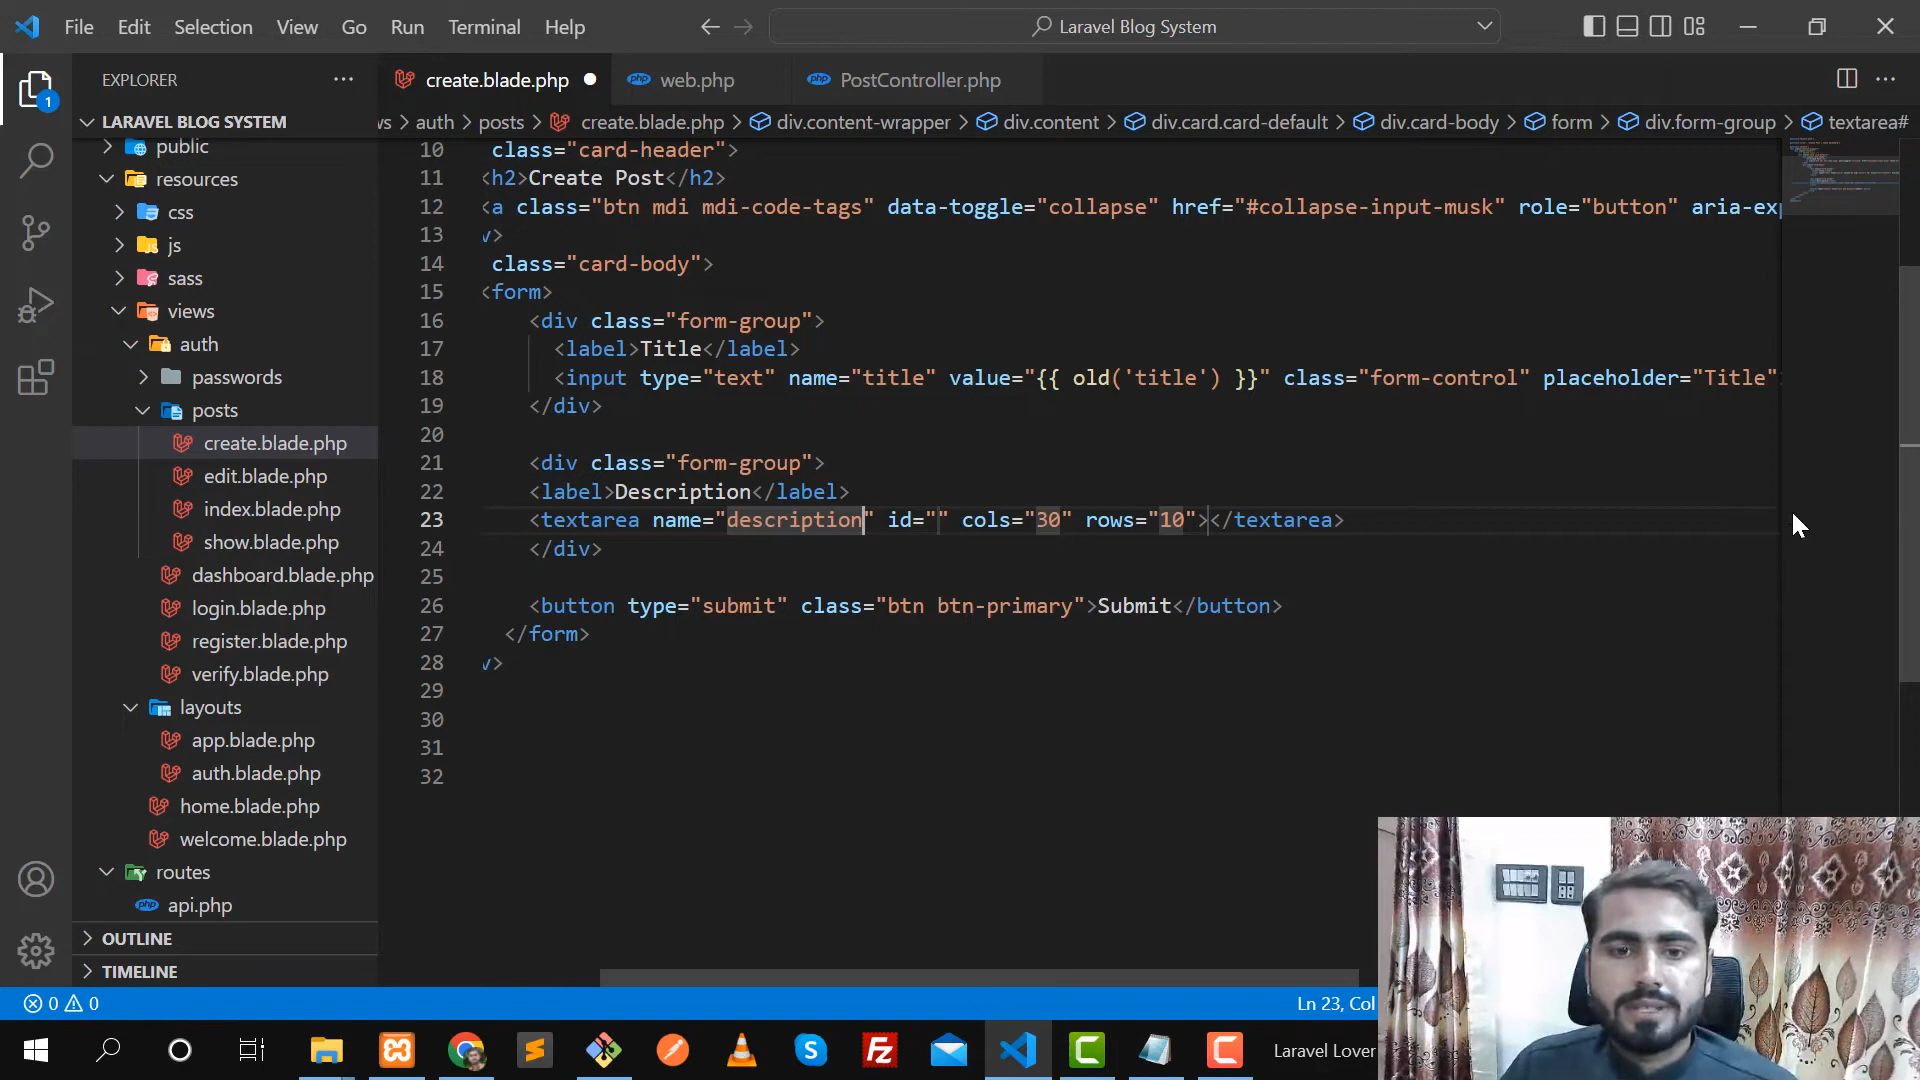 File Edit Selection View Go Run Terminal Help
Laravel Blog System
EXPLORER
create.blade.php
web.php
PostController.php
LARAVEL BLOG SYSTEM
auth > posts > create.blade.php > div.content-wrapper > div.content > div.card.card-default > div.card-body > form > div.form-group > textarea#
public
resources
css
js
sass
views
auth
passwords
posts
create.blade.php
edit.blade.php
index.blade.php
show.blade.php
dashboard.blade.php
login.blade.php
register.blade.php
verify.blade.php
layouts
app.blade.php
auth.blade.php
home.blade.php
welcome.blade.php
routes
api.php
OUTLINE
TIMELINE
10 class="card-header">
11 <h2>Create Post</h2>
12 <a class="btn mdi mdi-code-tags" data-toggle="collapse" href="#collapse-input-musk" role="button" aria-exp
13 v>
14 class="card-body">
15 <form>
16 <div class="form-group">
17 <label>Title</label>
18 <input type="text" name="title" value="{{ old('title') }}" class="form-control" placeholder="Title"
19 </div>
20
21 <div class="form-group">
22 <label>Description</label>
23 <textarea name="description" id="" cols="30" rows="10"></textarea>
24 </div>
25
26 <button type="submit" class="btn btn-primary">Submit</button>
27 </form>
28 v>
29
30
31
32
1
0 0
Ln 23, Col
Laravel Lover